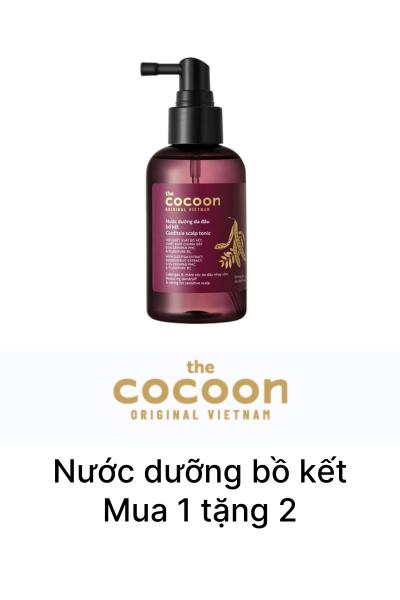 the
cocoon
ORIGINAL VIETNAM
Nước dưỡng da đầu
bồ kết
Gleditsia scalp tonic
the
cocoon
ORIGINAL VIETNAM
Nước dưỡng bồ kết
Mua 1 tặng 2